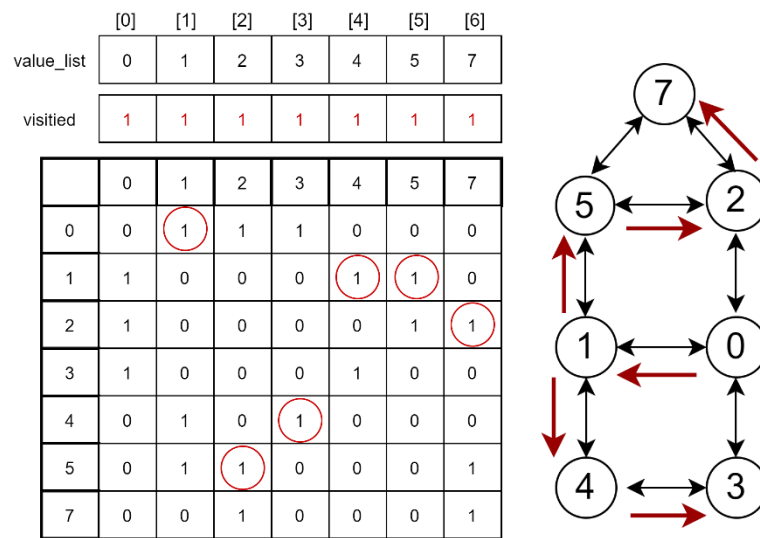 [0] [1] [2] [3] [4] [5] [6]
value_list 0 1 2 3 4 5 7
visitied 1 1 1 1 1 1 1
0 1 2 3 4 5 7
0 0 1 1 1 0 0 0
1 1 0 0 0 1 1 0
2 1 0 0 0 0 1 1
3 1 0 0 0 1 0 0
4 0 1 0 1 0 0 0
5 0 1 1 0 0 0 1
7 0 0 1 0 0 0 1
7
5 2
1 0
4 3